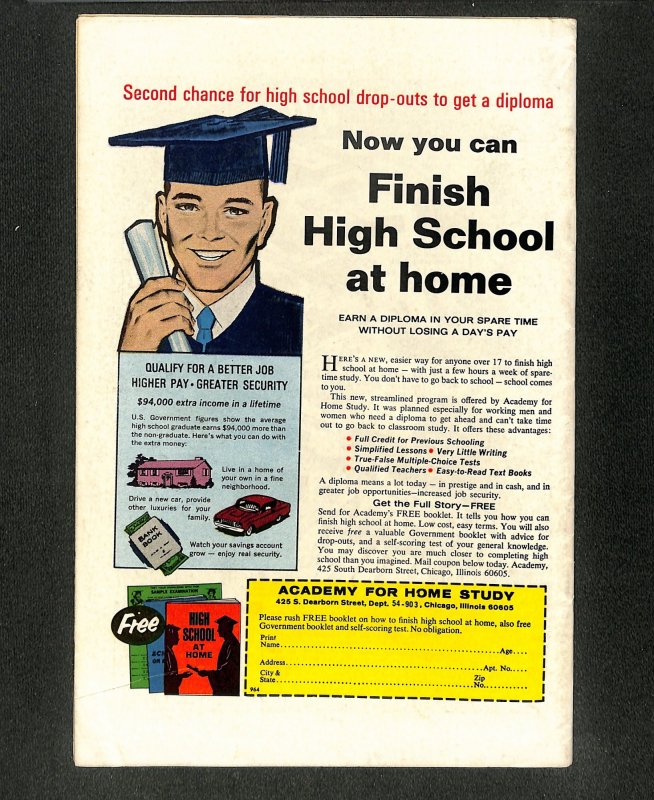 Second chance for high school drop-outs to get a diploma
Now you can
Finish
High School
at home
EARN A DIPLOMA IN YOUR SPARE TIME
WITHOUT LOSING A DAY'S PAY
HERE'S A NEW, easier way for anyone over 17 to finish high
school at home — with just a few hours a week of spare-
time study. You don't have to go back to school — school comes
to you.
This new, streamlined program is offered by Academy for
Home Study. It was planned especially for working men and
women who need a diploma to get ahead and can't take time
out to go back to classroom study. It offers these advantages:
• Full Credit for Previous Schooling
• Simplified Lessons • Very Little Writing
• True-False Multiple-Choice Tests
• Qualified Teachers • Easy-to-Read Text Books
A diploma means a lot today — in prestige and in cash, and in
greater job opportunities—increased job security.
Get the Full Story—FREE
Send for Academy's FREE booklet. It tells you how you can
finish high school at home. Low cost, easy terms. You will also
receive free a valuable Government booklet with advice for
drop-outs, and a self-scoring test of your general knowledge.
You may discover you are much closer to completing high
school than you imagined. Mail coupon today. Academy,
425 South Dearborn Street, Chicago, Illinois 60605.
QUALIFY FOR A BETTER JOB
HIGHER PAY • GREATER SECURITY
$94,000 extra income in a lifetime
U.S. Government figures show the average
high school graduate earns $94,000 more than
the non-graduate. Here's what you can do with
the extra money:
Live in a home of
your own in a fine
neighborhood.
Drive a new car, provide
other luxuries for your
family.
BANK
BOOK
Watch your savings account
grow — enjoy real security.
Free
SAMPLE EXAMINATION
HIGH
SCHOOL
AT
HOME
ACADEMY FOR HOME STUDY
425 S. Dearborn Street, Dept. 54-903, Chicago, Illinois 60605
Please rush FREE booklet on how to finish high school at home, also free
Government booklet and self-scoring test. No obligation.
Print
Name Age
Address Apt. No.
City & Zip
State No.
964